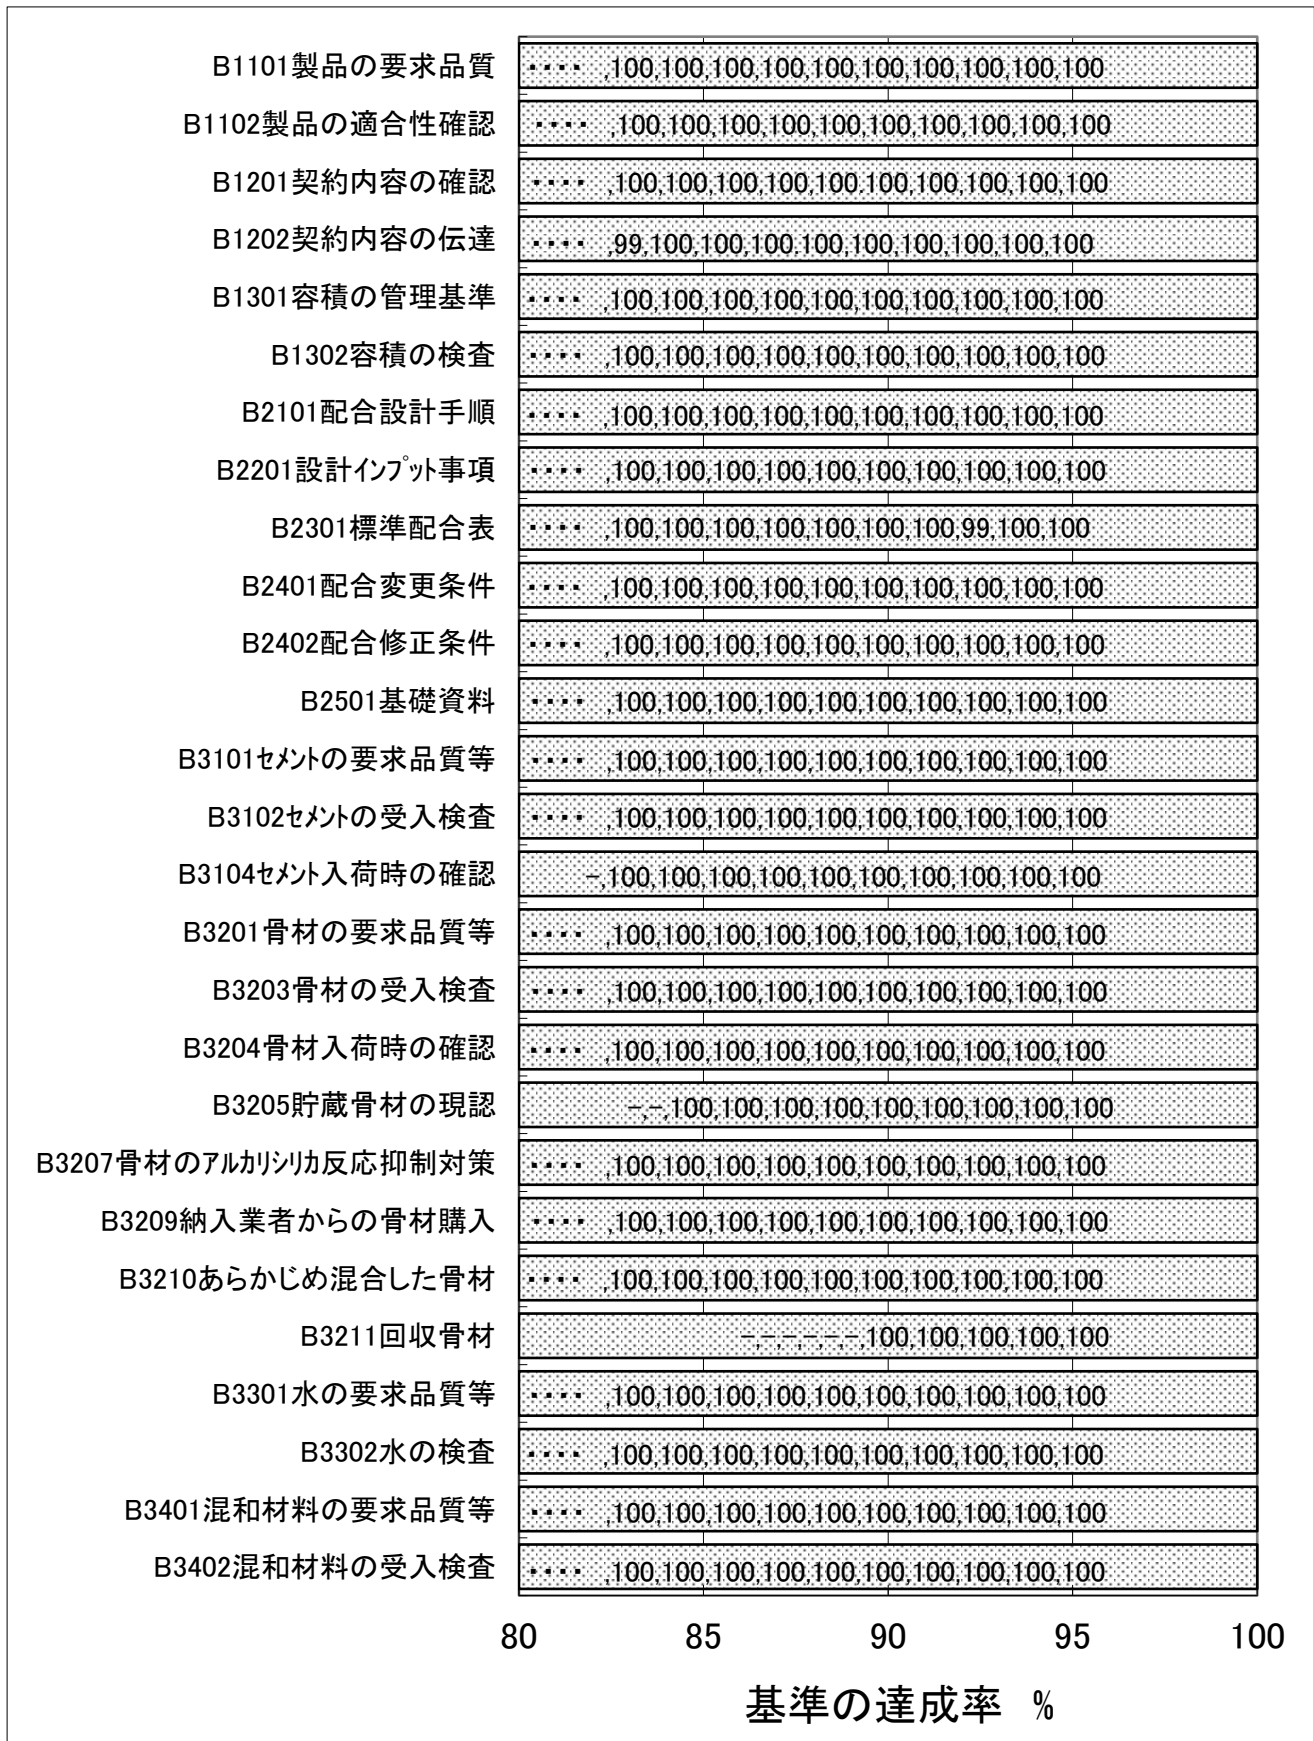 B1101製品の要求品質 ････ ,100,100,100,100,100,100,100,100,100,100
B1102製品の適合性確認 ････ ,100,100,100,100,100,100,100,100,100,100
B1201契約内容の確認 ････ ,100,100,100,100,100,100,100,100,100,100
B1202契約内容の伝達 ････ ,99,100,100,100,100,100,100,100,100,100
B1301容積の管理基準 ････ ,100,100,100,100,100,100,100,100,100,100
B1302容積の検査 ････ ,100,100,100,100,100,100,100,100,100,100
B2101配合設計手順 ････ ,100,100,100,100,100,100,100,100,100,100
B2201設計ｲﾝﾌﾟｯﾄ事項 ････ ,100,100,100,100,100,100,100,100,100,100
B2301標準配合表 ････ ,100,100,100,100,100,100,100,99,100,100
B2401配合変更条件 ････ ,100,100,100,100,100,100,100,100,100,100
B2402配合修正条件 ････ ,100,100,100,100,100,100,100,100,100,100
B2501基礎資料 ････ ,100,100,100,100,100,100,100,100,100,100
B3101ｾﾒﾝﾄの要求品質等 ････ ,100,100,100,100,100,100,100,100,100,100
B3102ｾﾒﾝﾄの受入検査 ････ ,100,100,100,100,100,100,100,100,100,100
B3104ｾﾒﾝﾄ入荷時の確認 −,100,100,100,100,100,100,100,100,100,100
B3201骨材の要求品質等 ････ ,100,100,100,100,100,100,100,100,100,100
B3203骨材の受入検査 ････ ,100,100,100,100,100,100,100,100,100,100
B3204骨材入荷時の確認 ････ ,100,100,100,100,100,100,100,100,100,100
B3205貯蔵骨材の現認 −,−,100,100,100,100,100,100,100,100,100
B3207骨材のｱﾙｶﾘｼﾘｶ反応抑制対策 ････ ,100,100,100,100,100,100,100,100,100,100
B3209納入業者からの骨材購入 ････ ,100,100,100,100,100,100,100,100,100,100
B3210あらかじめ混合した骨材 ････ ,100,100,100,100,100,100,100,100,100,100
B3211回収骨材 −,−,−,−,−,−,100,100,100,100,100
B3301水の要求品質等 ････ ,100,100,100,100,100,100,100,100,100,100
B3302水の検査 ････ ,100,100,100,100,100,100,100,100,100,100
B3401混和材料の要求品質等 ････ ,100,100,100,100,100,100,100,100,100,100
B3402混和材料の受入検査 ････ ,100,100,100,100,100,100,100,100,100,100
80 85 90 95 100
基準の達成率 %